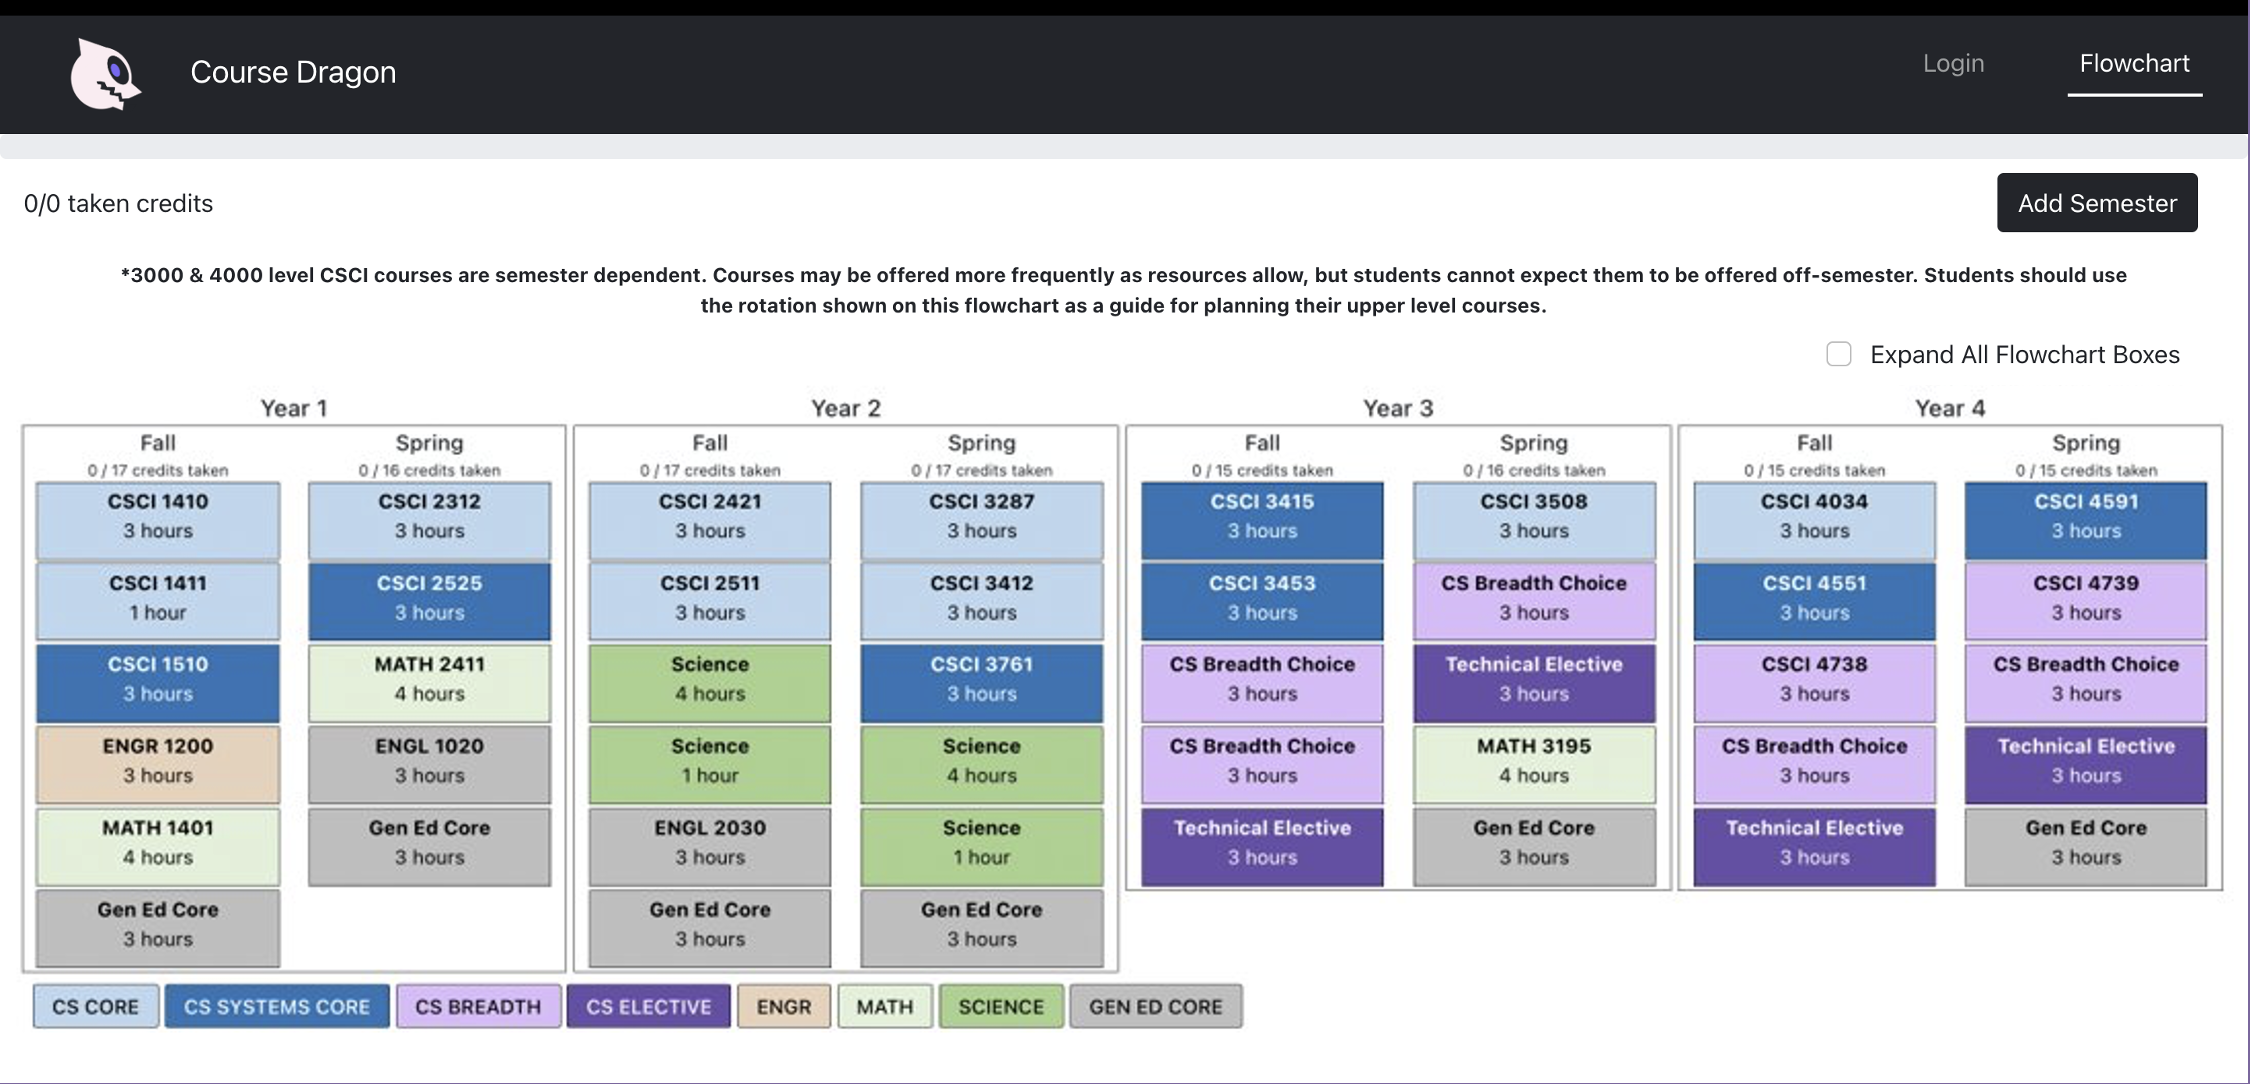 Course Dragon
Login
Flowchart
0/0 taken credits
Add Semester
*3000 & 4000 level CSCI courses are semester dependent. Courses may be offered more frequently as resources allow, but students cannot expect them to be offered off-semester. Students should use
the rotation shown on this flowchart as a guide for planning their upper level courses.
Expand All Flowchart Boxes
Year 1
Fall
0 / 17 credits taken
CSCI 1410
3 hours
CSCI 1411
1 hour
CSCI 1510
3 hours
ENGR 1200
3 hours
MATH 1401
4 hours
Gen Ed Core
3 hours
Spring
0 / 16 credits taken
CSCI 2312
3 hours
CSCI 2525
3 hours
MATH 2411
4 hours
ENGL 1020
3 hours
Gen Ed Core
3 hours
Year 2
Fall
0 / 17 credits taken
CSCI 2421
3 hours
CSCI 2511
3 hours
Science
4 hours
Science
1 hour
ENGL 2030
3 hours
Gen Ed Core
3 hours
Spring
0 / 17 credits taken
CSCI 3287
3 hours
CSCI 3412
3 hours
CSCI 3761
3 hours
Science
4 hours
Science
1 hour
Gen Ed Core
3 hours
Year 3
Fall
0 / 15 credits taken
CSCI 3415
3 hours
CSCI 3453
3 hours
CS Breadth Choice
3 hours
CS Breadth Choice
3 hours
Technical Elective
3 hours
Spring
0 / 16 credits taken
CSCI 3508
3 hours
CS Breadth Choice
3 hours
Technical Elective
3 hours
MATH 3195
4 hours
Gen Ed Core
3 hours
Year 4
Fall
0 / 15 credits taken
CSCI 4034
3 hours
CSCI 4551
3 hours
CSCI 4738
3 hours
CS Breadth Choice
3 hours
Technical Elective
3 hours
Spring
0 / 15 credits taken
CSCI 4591
3 hours
CSCI 4739
3 hours
CS Breadth Choice
3 hours
Technical Elective
3 hours
Gen Ed Core
3 hours
CS CORE
CS SYSTEMS CORE
CS BREADTH
CS ELECTIVE
ENGR
MATH
SCIENCE
GEN ED CORE